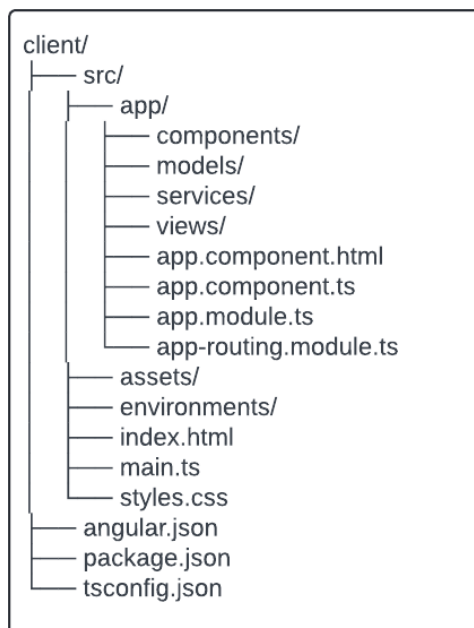 client/
src/
app/
components/
models/
services/
views/
app.component.html
app.component.ts
app.module.ts
app-routing.module.ts
assets/
environments/
index.html
main.ts
styles.css
angular.json
package.json
tsconfig.json